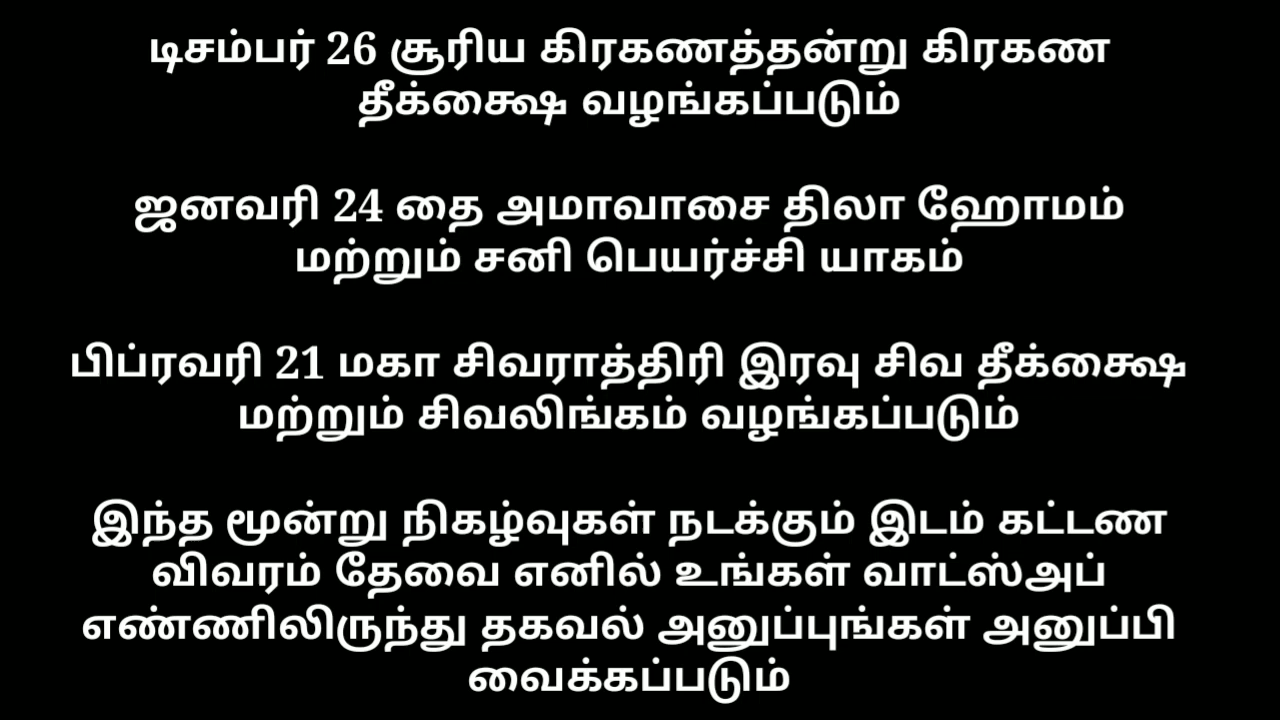 டிசம்பர் 26 சூரிய கிரகணத்தன்று கிரகண
தீக்க்ஷை வழங்கப்படும்
ஜனவரி 24 தை அமாவாசை திலா ஹோமம்
மற்றும் சனி பெயர்ச்சி யாகம்
பிப்ரவரி 21 மகா சிவராத்திரி இரவு சிவ தீக்க்ஷை
மற்றும் சிவலிங்கம் வழங்கப்படும்
இந்த மூன்று நிகழ்வுகள் நடக்கும் இடம் கட்டண
விவரம் தேவை எனில் உங்கள் வாட்ஸ்அப்
எண்ணிலிருந்து தகவல் அனுப்புங்கள் அனுப்பி
வைக்கப்படும்